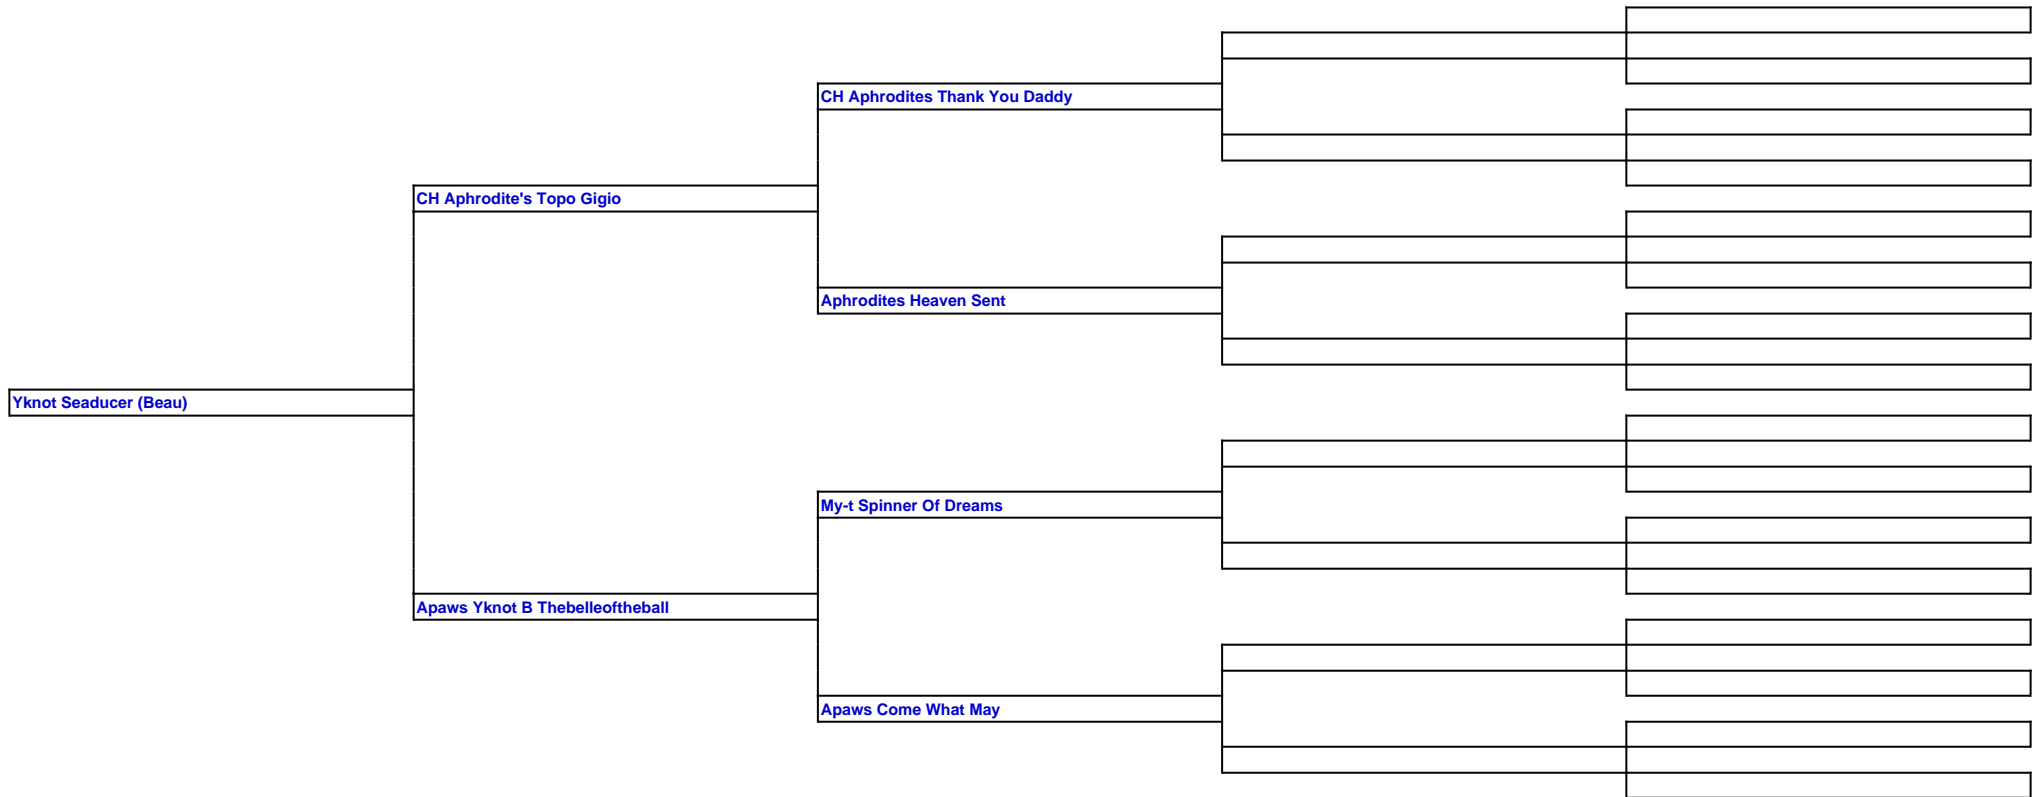 CH Aphrodites Thank You Daddy
CH Aphrodite's Topo Gigio
Aphrodites Heaven Sent
Yknot Seaducer (Beau)
My-t Spinner Of Dreams
Apaws Yknot B Thebelleoftheball
Apaws Come What May